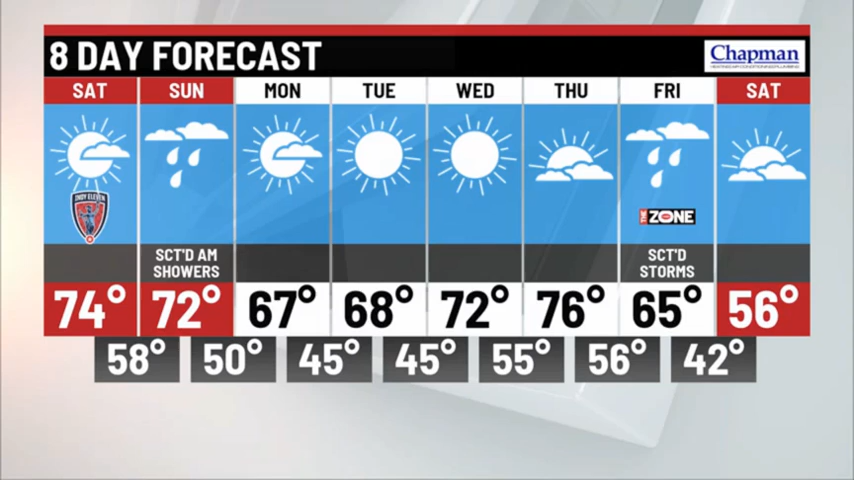 8 DAY FORECAST
Chapman
SAT SUN MON TUE WED THU FRI SAT
INDY ELEVEN
THE ZONE
SCT'D AM
SHOWERS
SCT'D
STORMS
74° 72° 67° 68° 72° 76° 65° 56°
58° 50° 45° 45° 55° 56° 42°